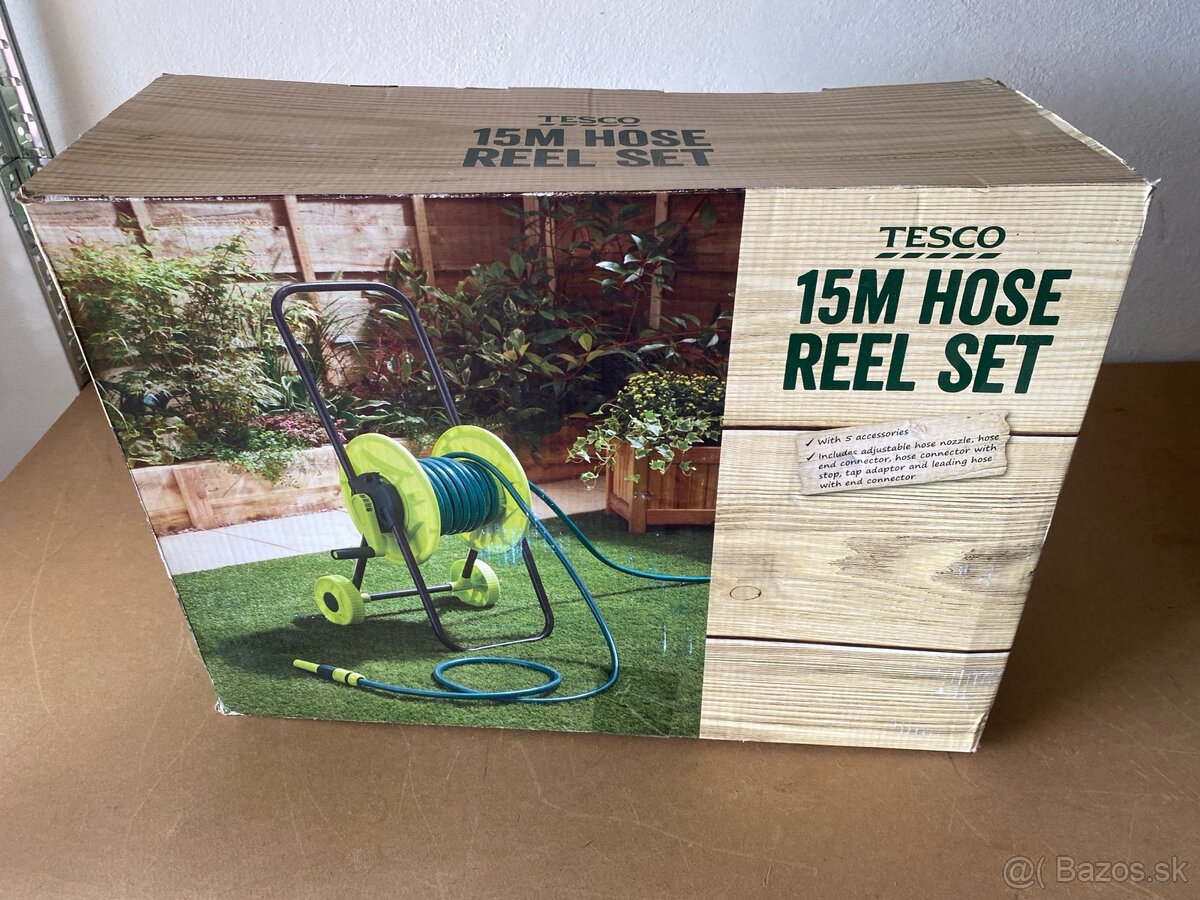 TESCO
15M HOSE
REEL SET
TESCO
15M HOSE
REEL SET
✓ With 5 accessories
✓ Includes adjustable hose nozzle, hose
end connector, hose connector with
stop, tap adaptor and leading hose
with end connector
@( Bazos.sk